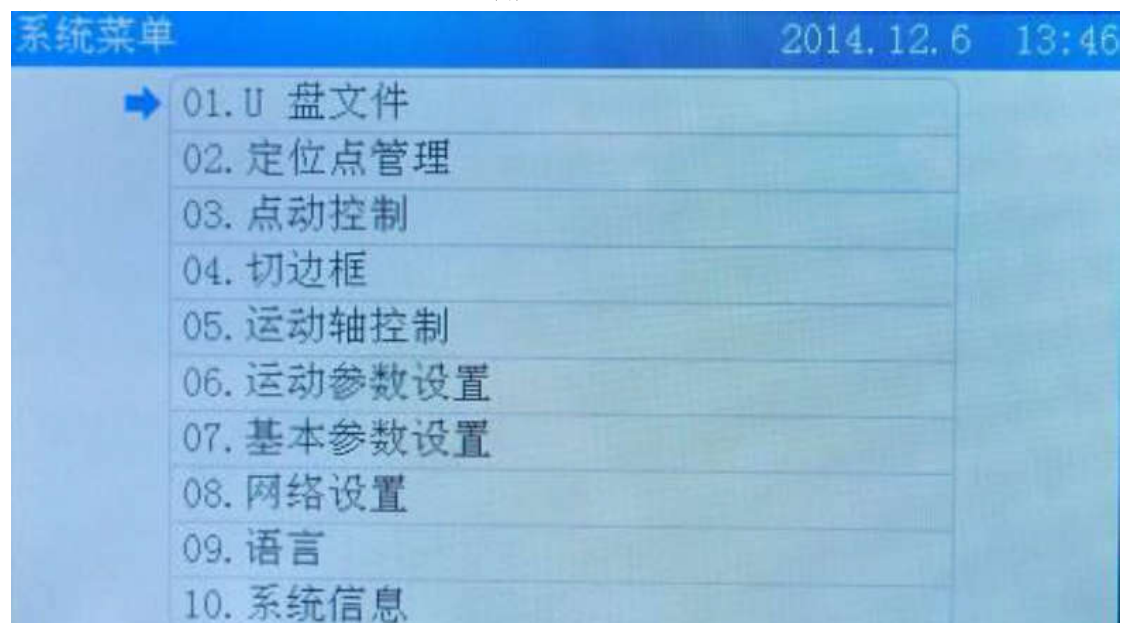 系统菜单 2014.12.6 13:46
01.U 盘文件
02.定位点管理
03.点动控制
04.切边框
05.运动轴控制
06.运动参数设置
07.基本参数设置
08.网络设置
09.语言
10.系统信息